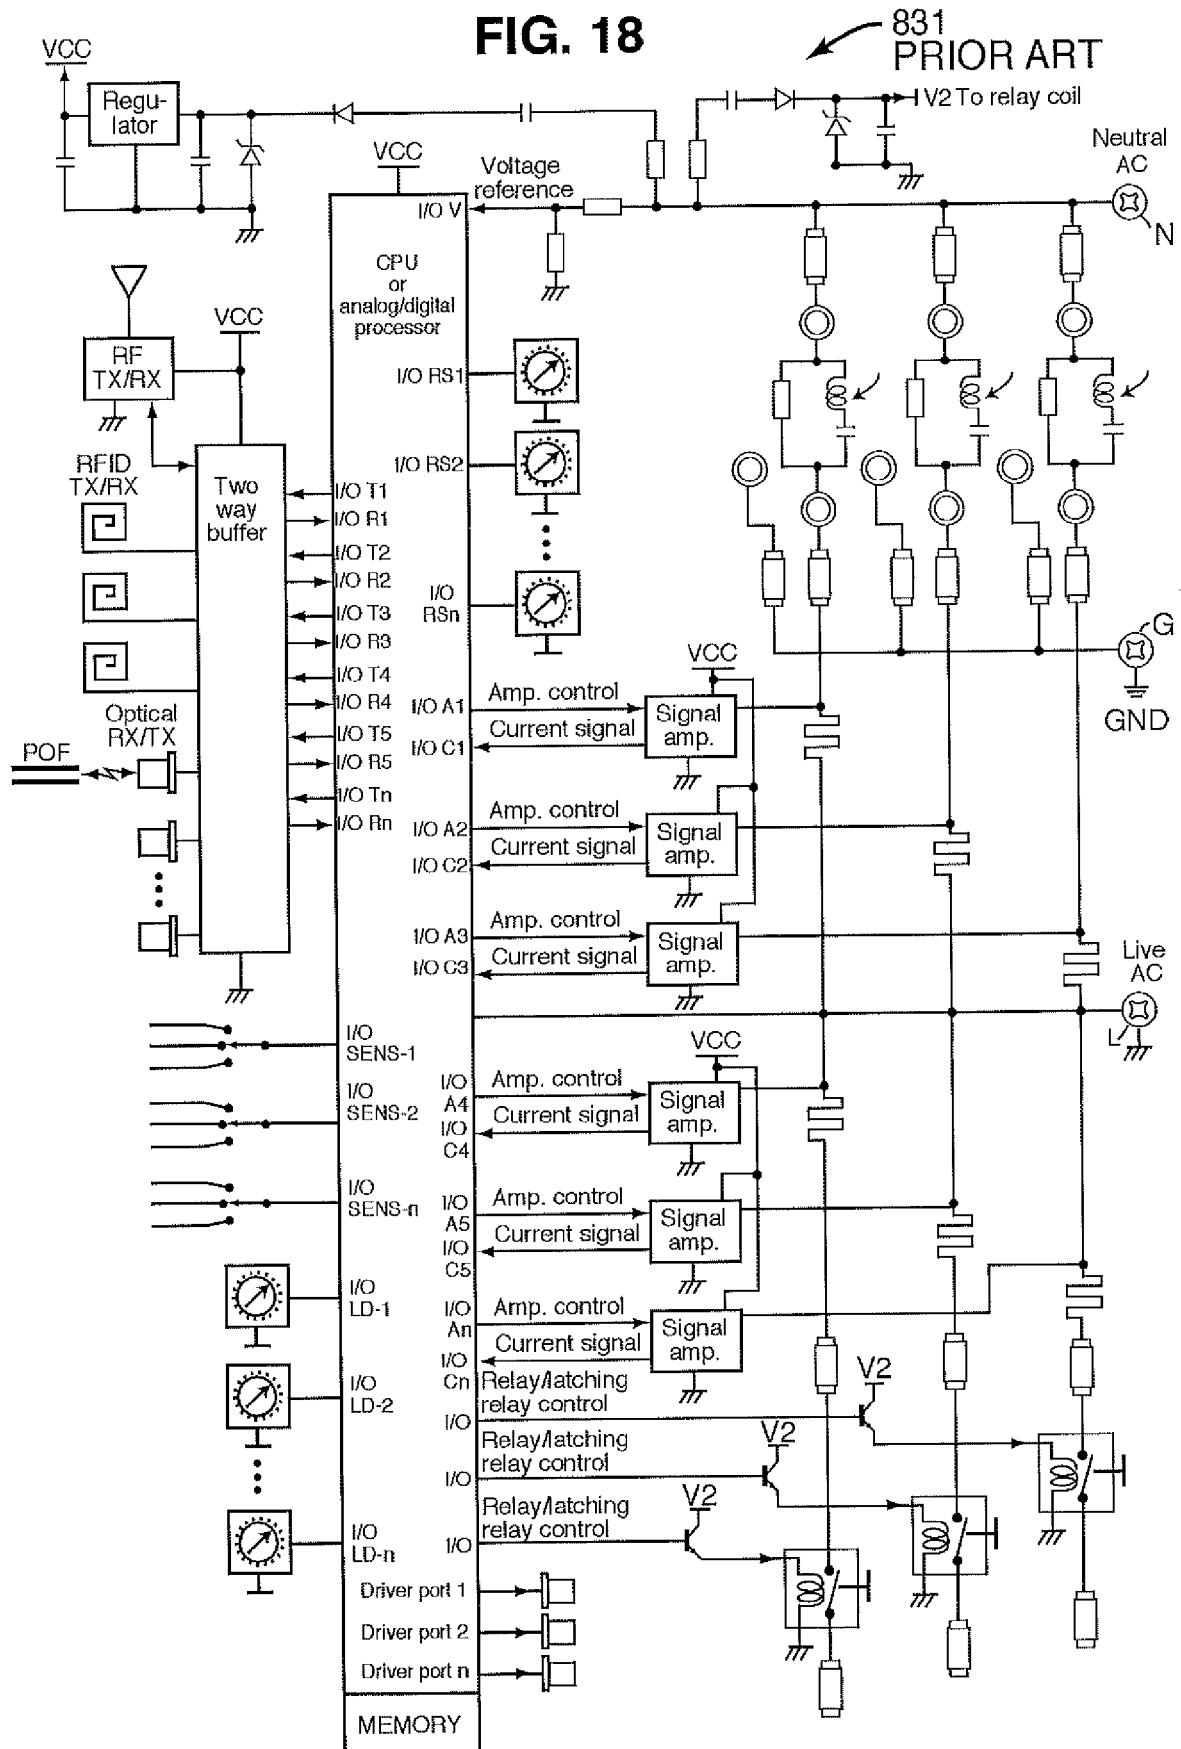 FIG. 18
831
PRIOR ART
VCC
Regu-
lator
V2 To relay coil
Neutral
AC
N
VCC
Voltage
reference
I/O V
CPU
or
analog/digital
processor
VCC
RF
TX/RX
I/O RS1
I/O RS2
I/O
RSn
RFID
TX/RX
Two
way
buffer
I/O T1
I/O R1
I/O T2
I/O R2
I/O T3
I/O R3
I/O T4
I/O R4
I/O T5
I/O R5
I/O Tn
I/O Rn
Optical
RX/TX
POF
G
GND
VCC
I/O A1
Amp. control
Signal
amp.
I/O C1
Current signal
I/O A2
Amp. control
Signal
amp.
I/O C2
Current signal
I/O A3
Amp. control
Signal
amp.
I/O C3
Current signal
Live
AC
L
I/O
SENS-1
I/O
SENS-2
I/O
SENS-n
VCC
I/O
A4
Amp. control
Signal
amp.
I/O
C4
Current signal
I/O
A5
Amp. control
Signal
amp.
I/O
C5
Current signal
I/O
An
Amp. control
Signal
amp.
I/O
Cn
Current signal
I/O
LD-1
I/O
LD-2
I/O
LD-n
Relay/latching
relay control
I/O
V2
Relay/latching
relay control
I/O
V2
Relay/latching
relay control
I/O
V2
Driver port 1
Driver port 2
Driver port n
MEMORY